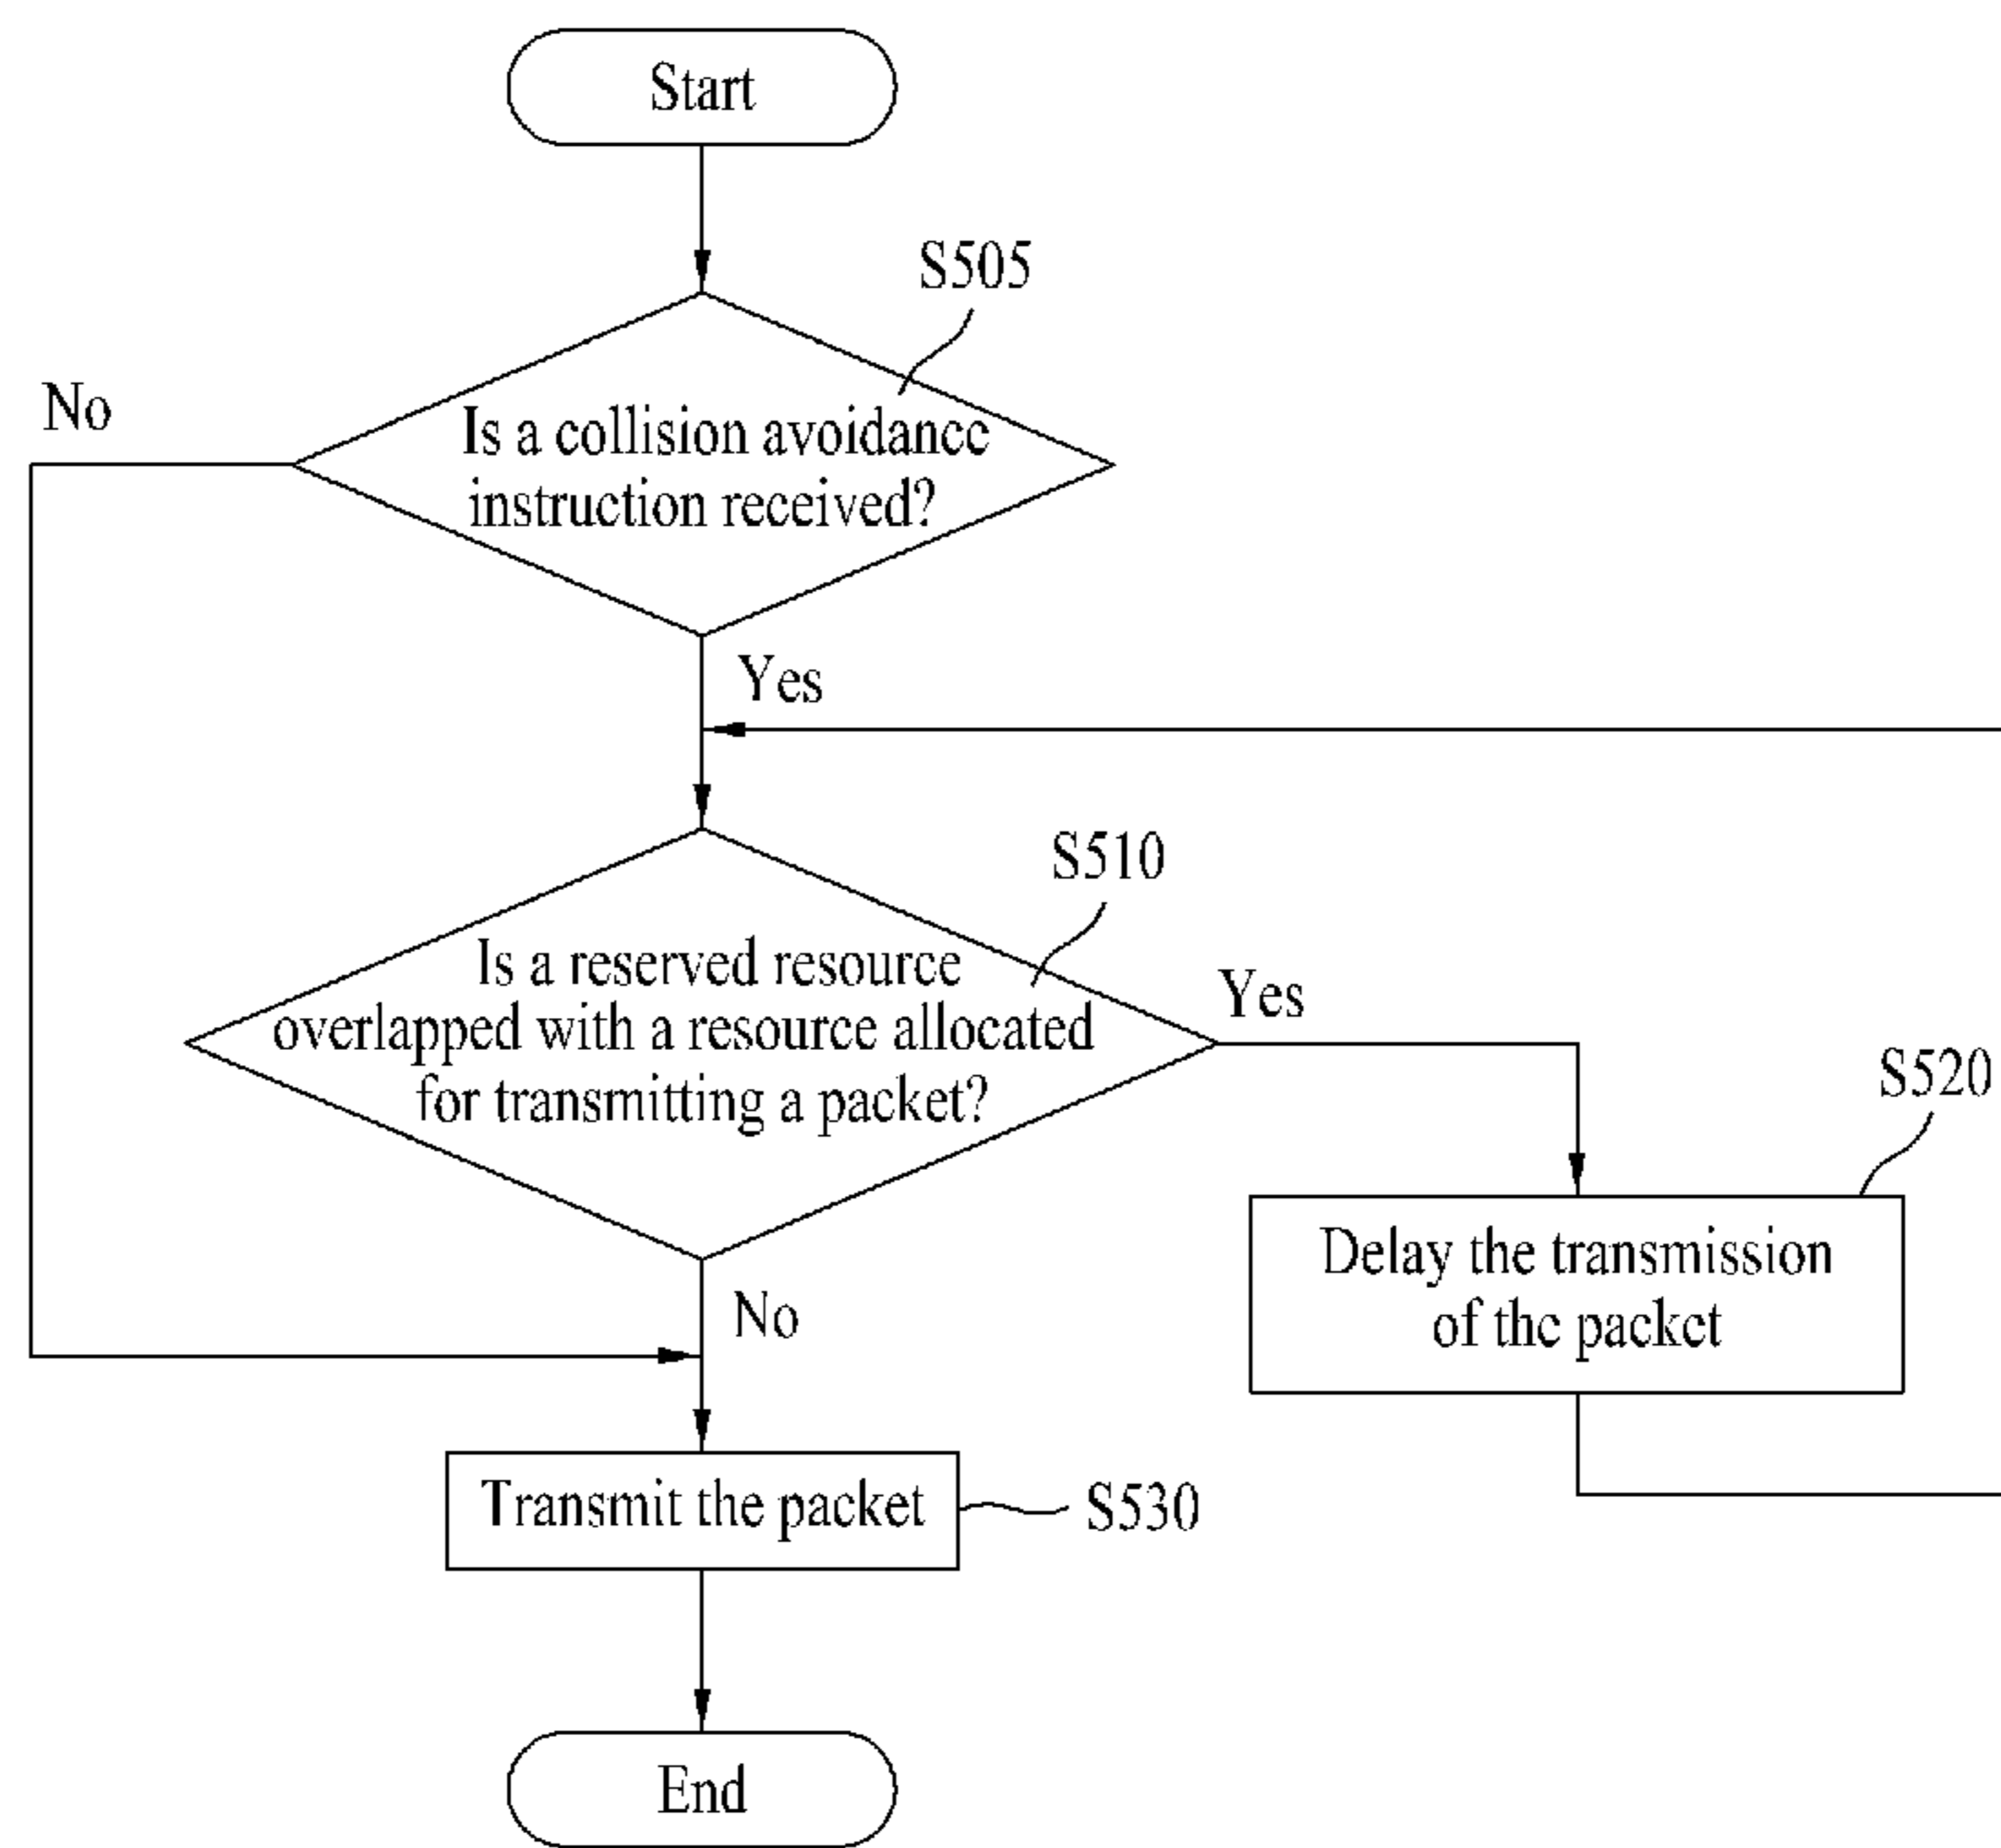 Start
S505
No
Is a collision avoidance
instruction received?
Yes
S510
Is a reserved resource
overlapped with a resource allocated
for transmitting a packet?
Yes
S520
Delay the transmission
of the packet
No
Transmit the packet
S530
End